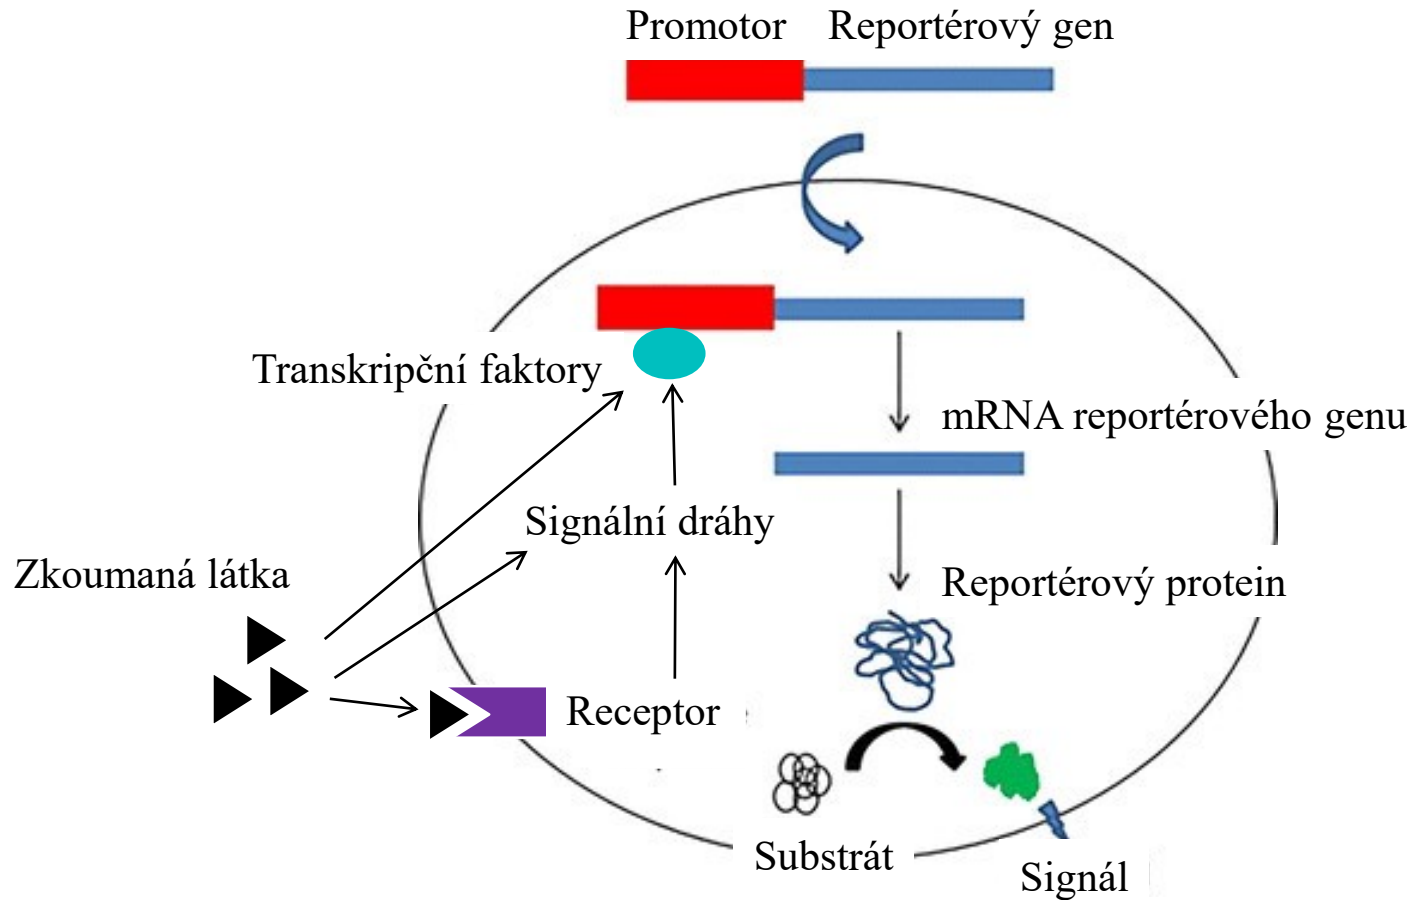 Promotor
Reportérový gen
Transkripční faktory
mRNA reportérového genu
Signální dráhy
Zkoumaná látka
Reportérový protein
Receptor
Substrát
Signál